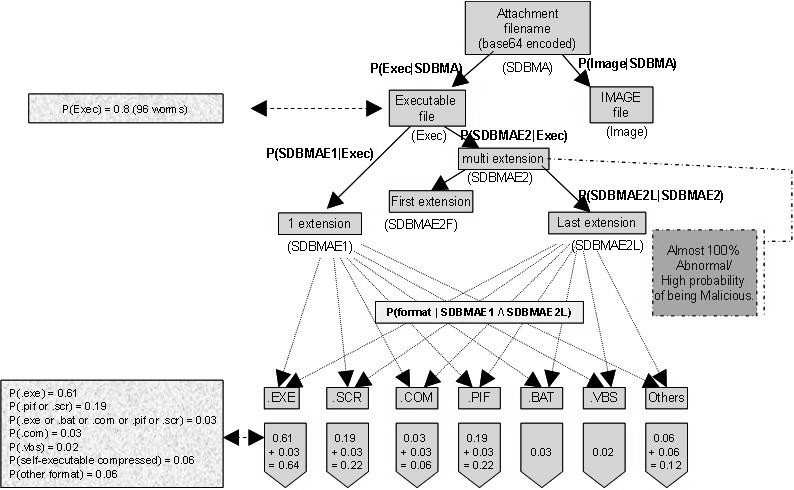 Attachment
filename
(base64 encoded)
P(Exec|SDBMA)
(SDBMA)
P(Image|SDBMA)
P(Exec) = 0.8 (96 worms)
Executable
file
IMAGE
file
(Exec)
(Image)
P(SDBMAE2|Exec)
P(SDBMAE1|Exec)
multi extension
(SDBMAE2)
P(SDBMAE2L|SDBMAE2)
First extension
(SDBMAE2F)
1 extension
(SDBMAE1)
Last extension
(SDBMAE2L)
Almost 100%
Abnormal/
High probability
of being Malicious.
P(format | SDBMAE1 Λ SDBMAE2L)
.EXE
.SCR
.COM
.PIF
.BAT
.VBS
Others
P(.exe) = 0.61
P(.pif or .scr) = 0.19
P(.exe or .bat or .com or .pif or .scr) = 0.03
P(.com) = 0.03
P(.vbs) = 0.02
P(self-executable compressed) = 0.06
P(other format) = 0.06
0.61
+ 0.03
= 0.64
0.19
+ 0.03
= 0.22
0.03
+ 0.03
= 0.06
0.19
+ 0.03
= 0.22
0.03
0.02
0.06
+ 0.06
= 0.12